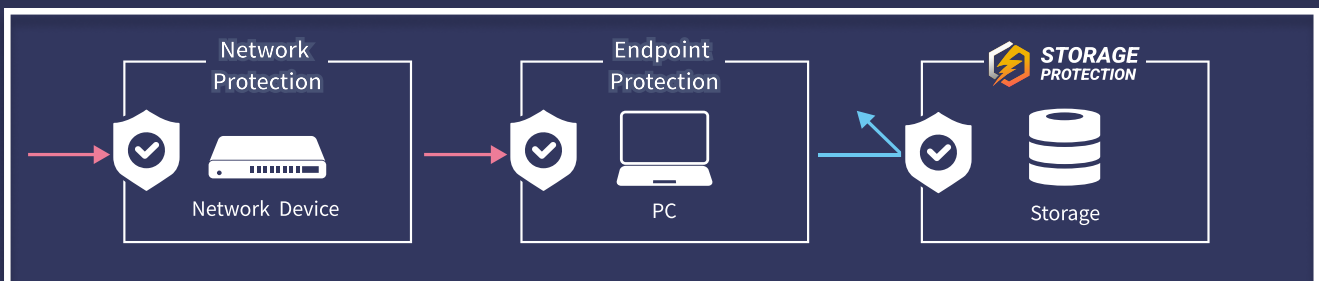 Network
Protection
Network Device
Endpoint
Protection
PC
STORAGE
PROTECTION
Storage